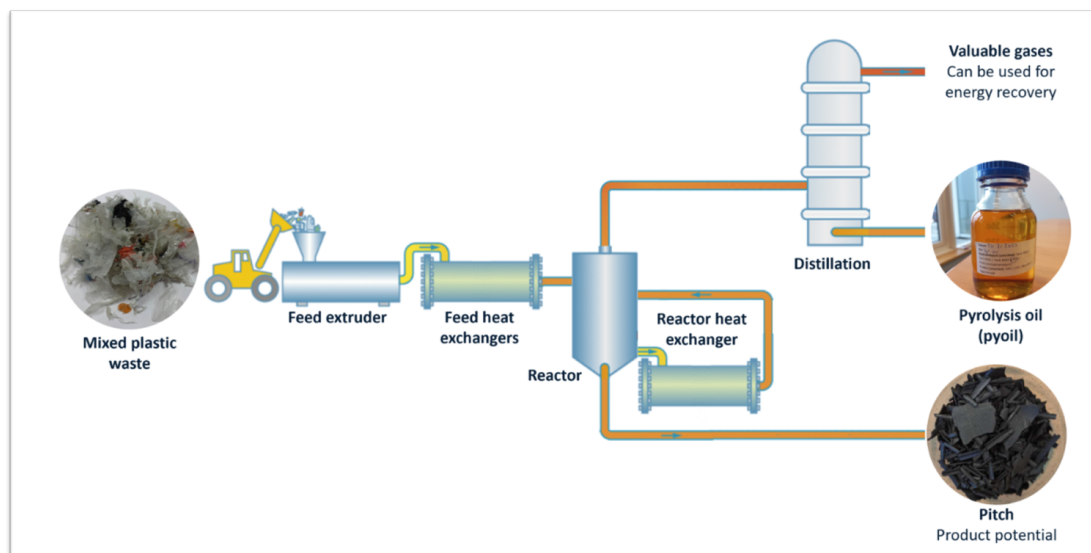 Valuable gases
Can be used for
energy recovery
Mixed plastic
waste
Feed extruder
Feed heat
exchangers
Reactor
Reactor heat
exchanger
Distillation
Pyrolysis oil
(pyoil)
Pitch
Product potential